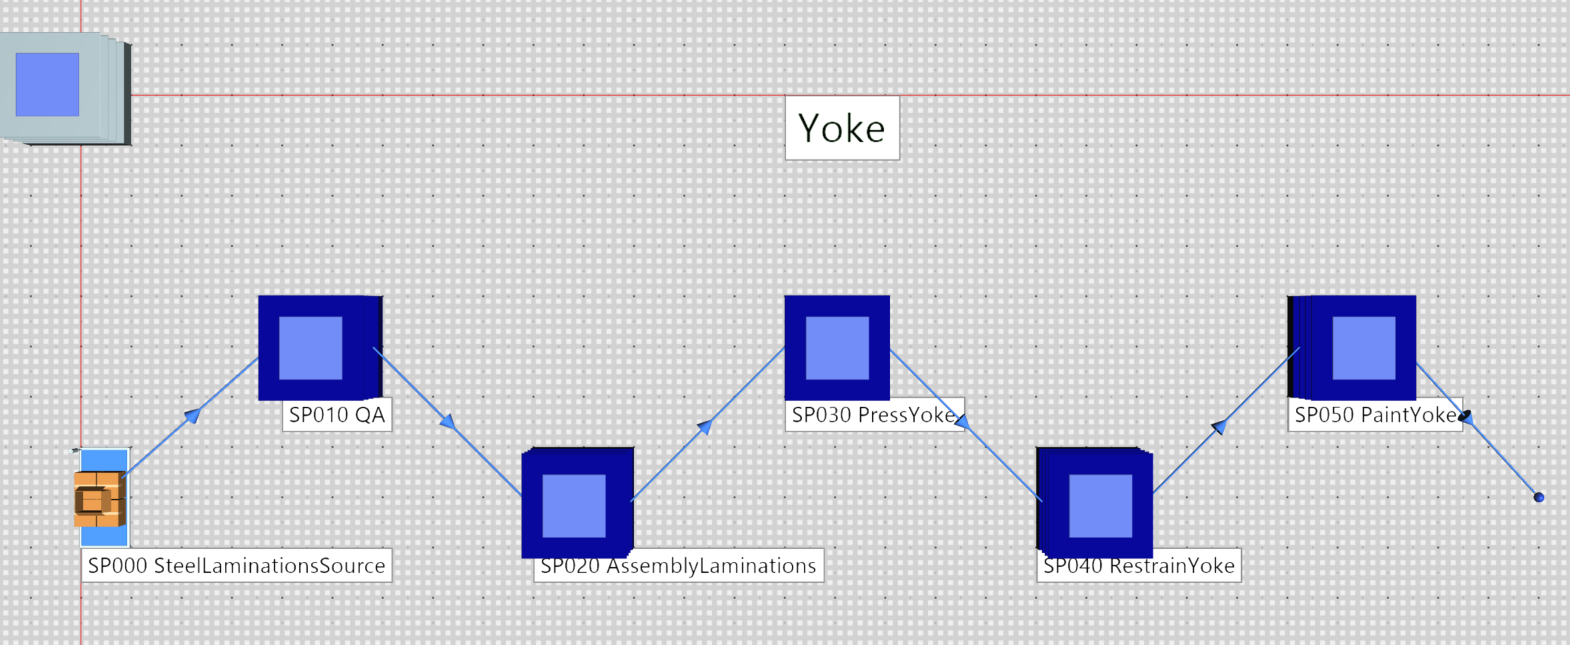 Yoke
SP010 QA
SP030 PressYoke
SP050 PaintYoke
SP000 SteelLaminationsSource
SP020 AssemblyLaminations
SP040 RestrainYoke